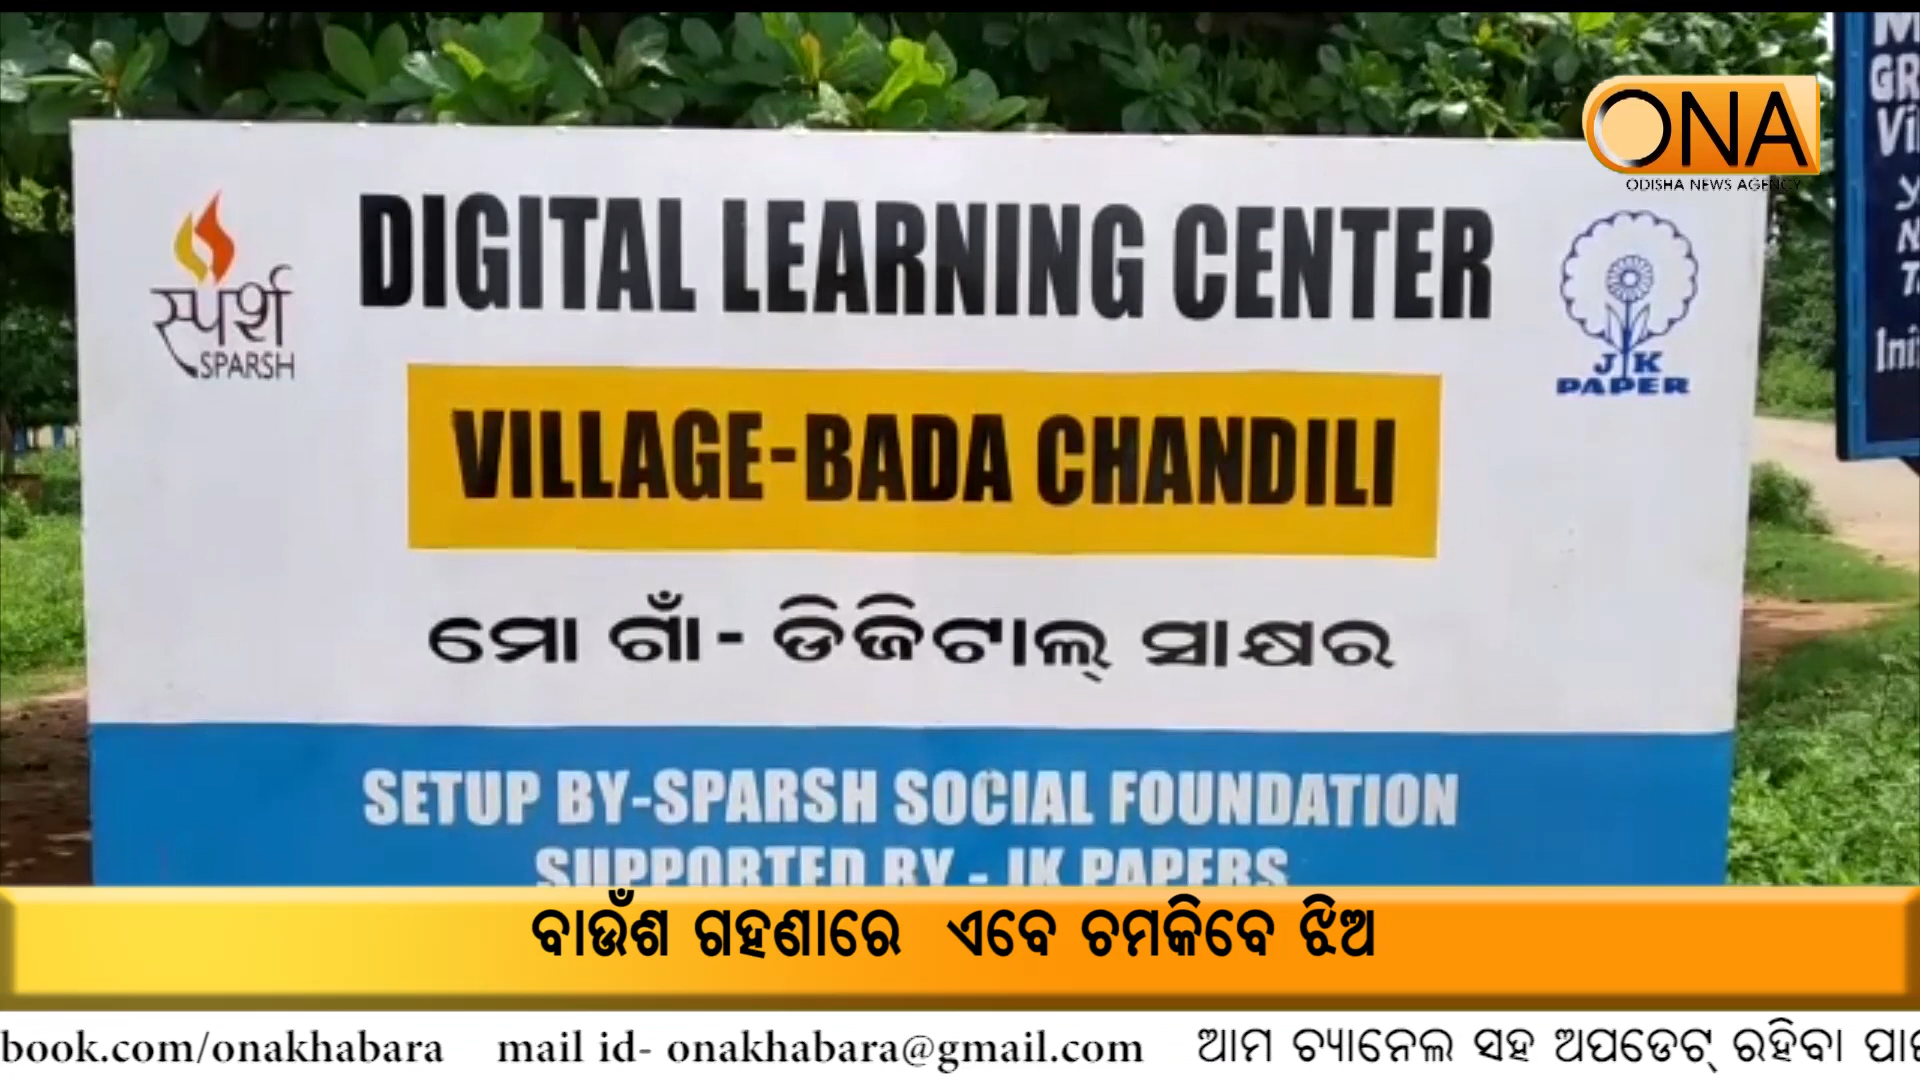 ONA
ODISHA NEWS AGENCY
स्पर्श
SPARSH
DIGITAL LEARNING CENTER
JK
PAPER
VILLAGE-BADA CHANDILI
ମୋ ଗାଁ- ଡିଜିଟାଲ୍ ସାକ୍ଷର
SETUP BY-SPARSH SOCIAL FOUNDATION
SUPPORTED BY - JK PAPERS
ବାଉଁଶ ଗହଣାରେ ଏବେ ଚମକିବେ ଝିଅ
book.com/onakhabara mail id- onakhabara@gmail.com ଆମ ଚ୍ୟାନେଲ ସହ ଅପଡେଟ୍ ରହିବା